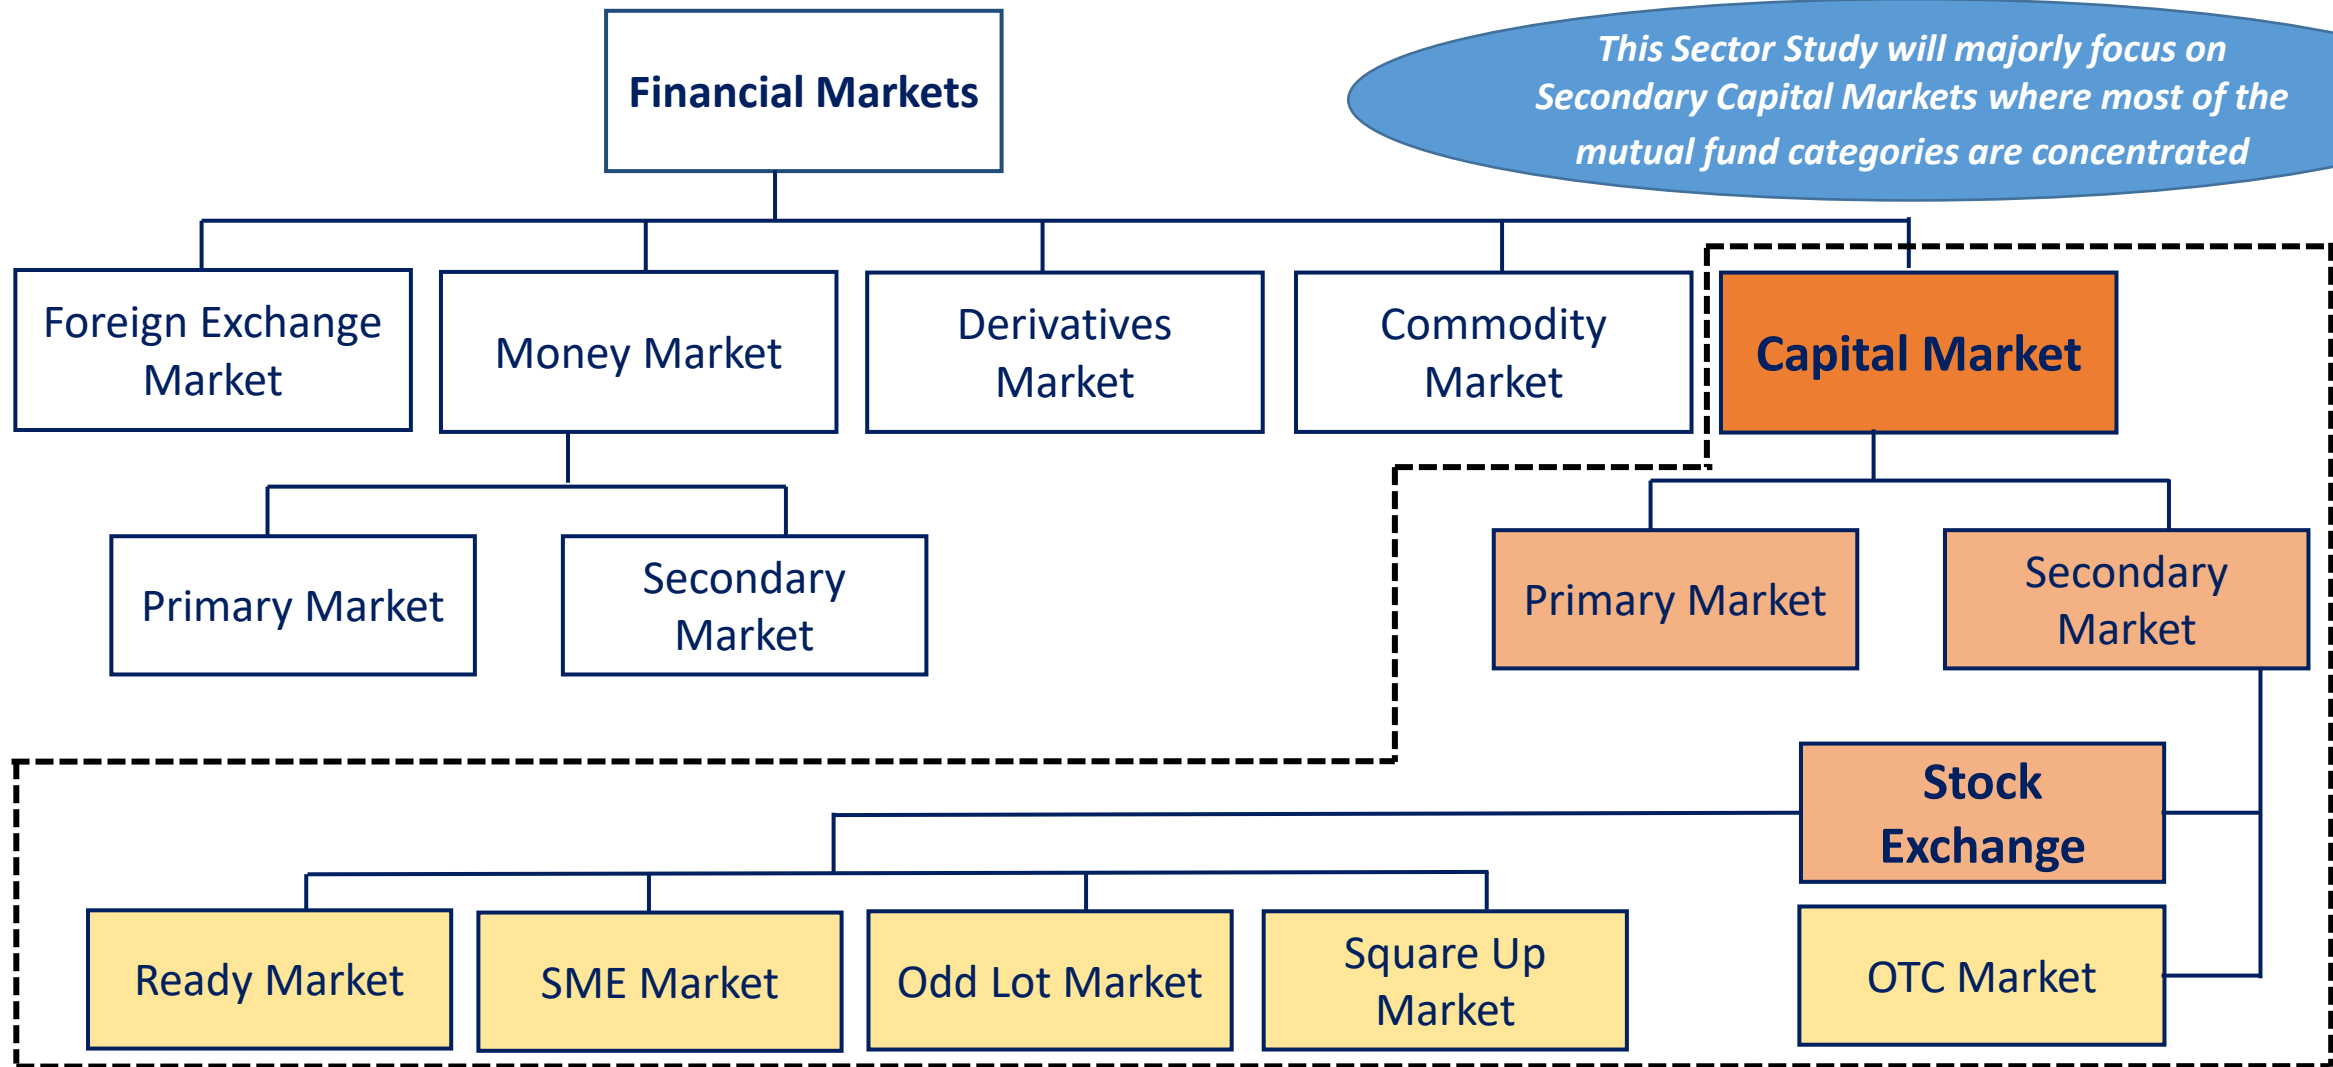 Financial Markets
This Sector Study will majorly focus on
Secondary Capital Markets where most of the
mutual fund categories are concentrated
Foreign Exchange
Market
Money Market
Derivatives
Market
Commodity
Market
Capital Market
Primary Market
Secondary
Market
Primary Market
Secondary
Market
Stock
Exchange
Ready Market
SME Market
Odd Lot Market
Square Up
Market
OTC Market